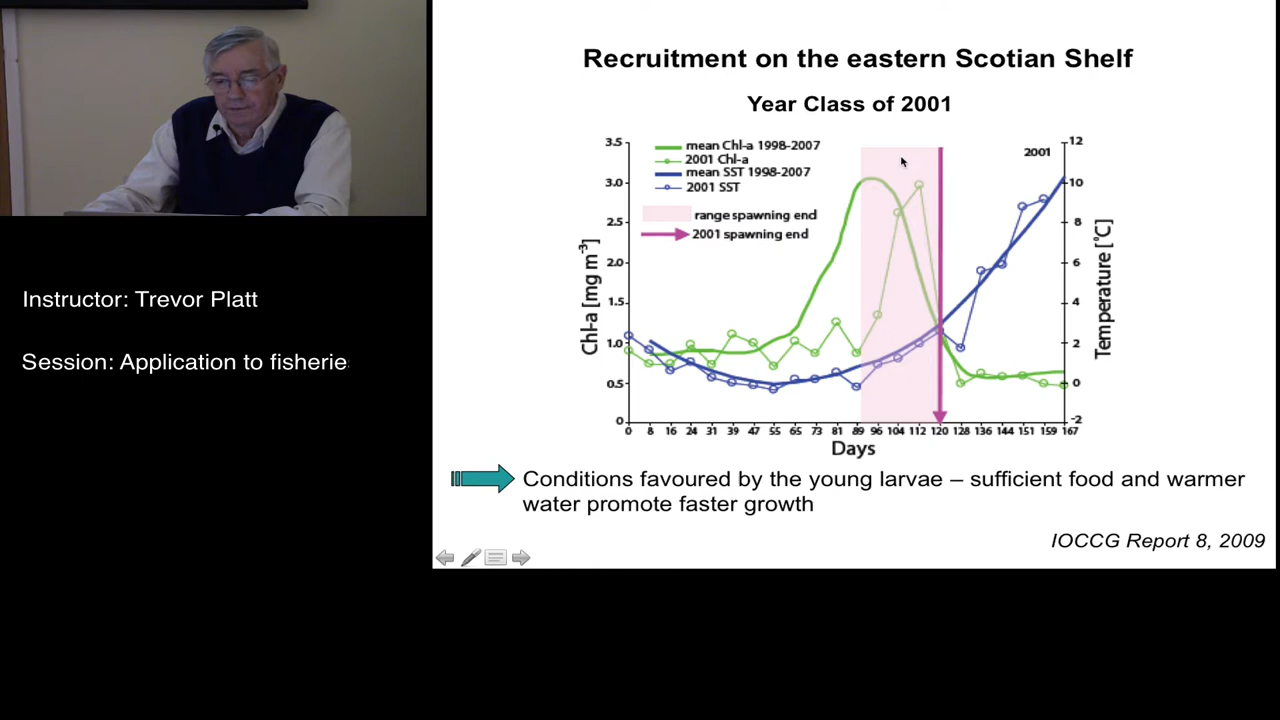 Instructor: Trevor Platt
Session: Application to fisherie
Recruitment on the eastern Scotian Shelf
Year Class of 2001
mean Chl-a 1998-2007
2001 Chl-a
mean SST 1998-2007
2001 SST
range spawning end
2001 spawning end
2001
Chl-a [mg m⁻³]
3.5
3.0
2.5
2.0
1.5
1.0
0.5
0
Temperature [°C]
12
10
8
6
4
2
0
-2
0 8 16 24 31 39 47 55 65 73 81 89 96 104 112 120 128 136 144 151 159 167
Days
Conditions favoured by the young larvae – sufficient food and warmer
water promote faster growth
IOCCG Report 8, 2009